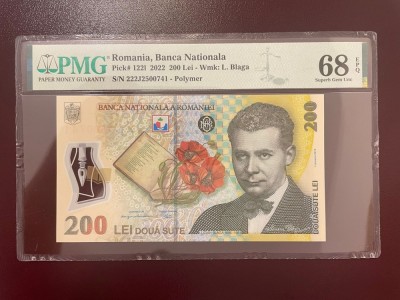 PMG
PAPER MONEY GUARANTY
Romania, Banca Nationala
Pick# 122l 2022 200 Lei - Wmk: L. Blaga
S/N 222J2500741 - Polymer
68 EPQ
Superb Gem Unc
BANCA NAȚIONALĂ A ROMÂNIEI
200
200 LEI DOUĂ SUTE
DOUĂ SUTE LEI